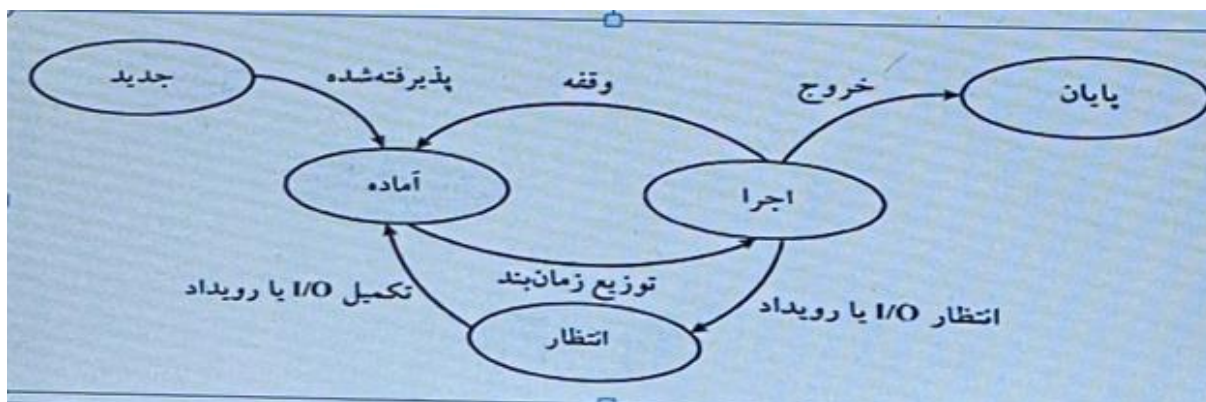 جدید
پذیرفته‌شده
وقفه
خروج
پایان
آماده
اجرا
توزیع زمان‌بند
تکمیل I/O یا رویداد
انتظار I/O یا رویداد
انتظار